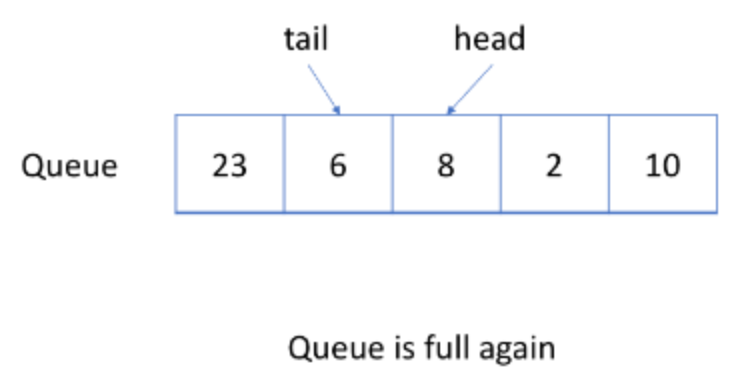 tail head
Queue 23 6 8 2 10
Queue is full again